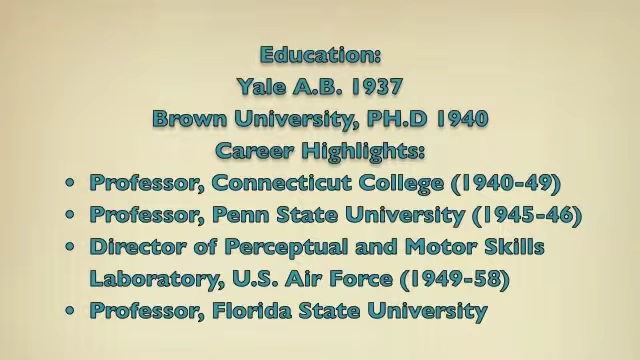 Education:
Yale A.B. 1937
Brown University, PH.D 1940
Career Highlights:
• Professor, Connecticut College (1940-49)
• Professor, Penn State University (1945-46)
• Director of Perceptual and Motor Skills
Laboratory, U.S. Air Force (1949-58)
• Professor, Florida State University